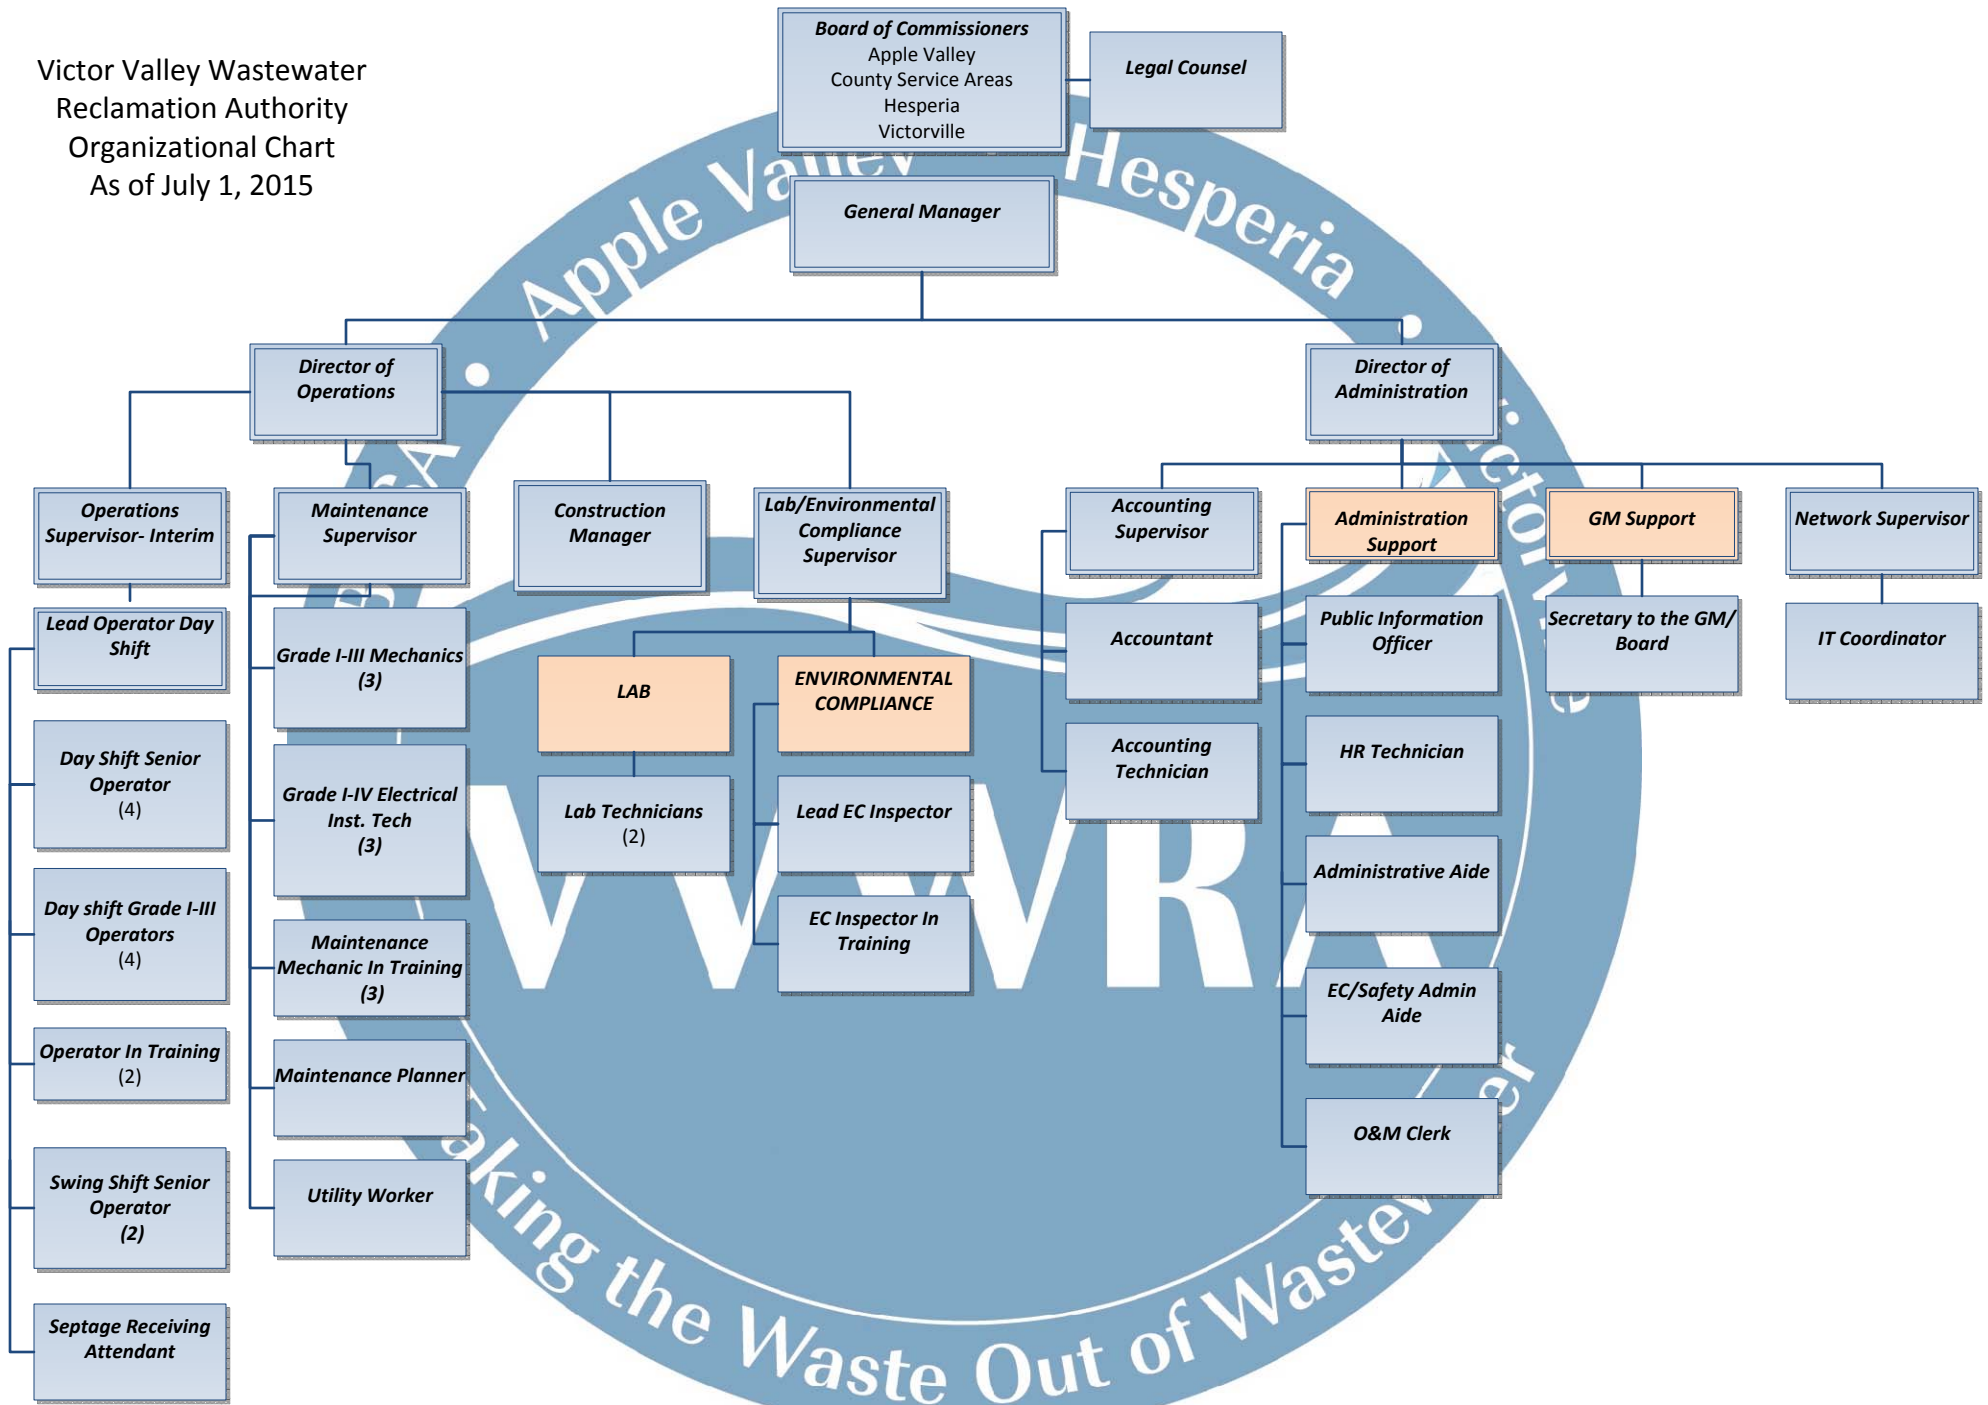 Victor Valley Wastewater
Reclamation Authority
Organizational Chart
As of July 1, 2015
Board of Commissioners
Apple Valley
County Service Areas
Hesperia
Victorville
Legal Counsel
General Manager
Director of
Operations
Director of
Administration
Operations
Supervisor- Interim
Maintenance
Supervisor
Construction
Manager
Lab/Environmental
Compliance
Supervisor
Accounting
Supervisor
Administration
Support
GM Support
Network Supervisor
Lead Operator Day
Shift
Day Shift Senior
Operator
(4)
Day shift Grade I-III
Operators
(4)
Operator In Training
(2)
Swing Shift Senior
Operator
(2)
Septage Receiving
Attendant
Grade I-III Mechanics
(3)
Grade I-IV Electrical
Inst. Tech
(3)
Maintenance
Mechanic In Training
(3)
Maintenance Planner
Utility Worker
LAB
Lab Technicians
(2)
ENVIRONMENTAL
COMPLIANCE
Lead EC Inspector
EC Inspector In
Training
Accountant
Accounting
Technician
Public Information
Officer
HR Technician
Administrative Aide
EC/Safety Admin
Aide
O&M Clerk
Secretary to the GM/
Board
IT Coordinator
Apple Valley • Hesperia •
VVWRA
the Waste Out of